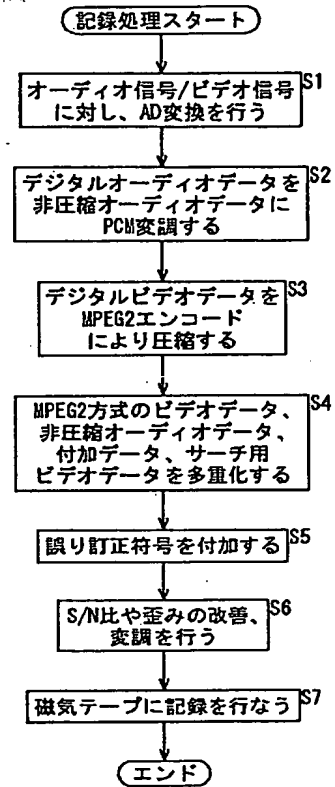 記録処理スタート
オーディオ信号/ビデオ信号
に対し、AD変換を行う
S1
デジタルオーディオデータを
非圧縮オーディオデータに
PCM変調する
S2
デジタルビデオデータを
MPEG2エンコード
により圧縮する
S3
MPEG2方式のビデオデータ、
非圧縮オーディオデータ、
付加データ、サーチ用
ビデオデータを多重化する
S4
誤り訂正符号を付加する
S5
S/N比や歪みの改善、
変調を行う
S6
磁気テープに記録を行なう
S7
エンド